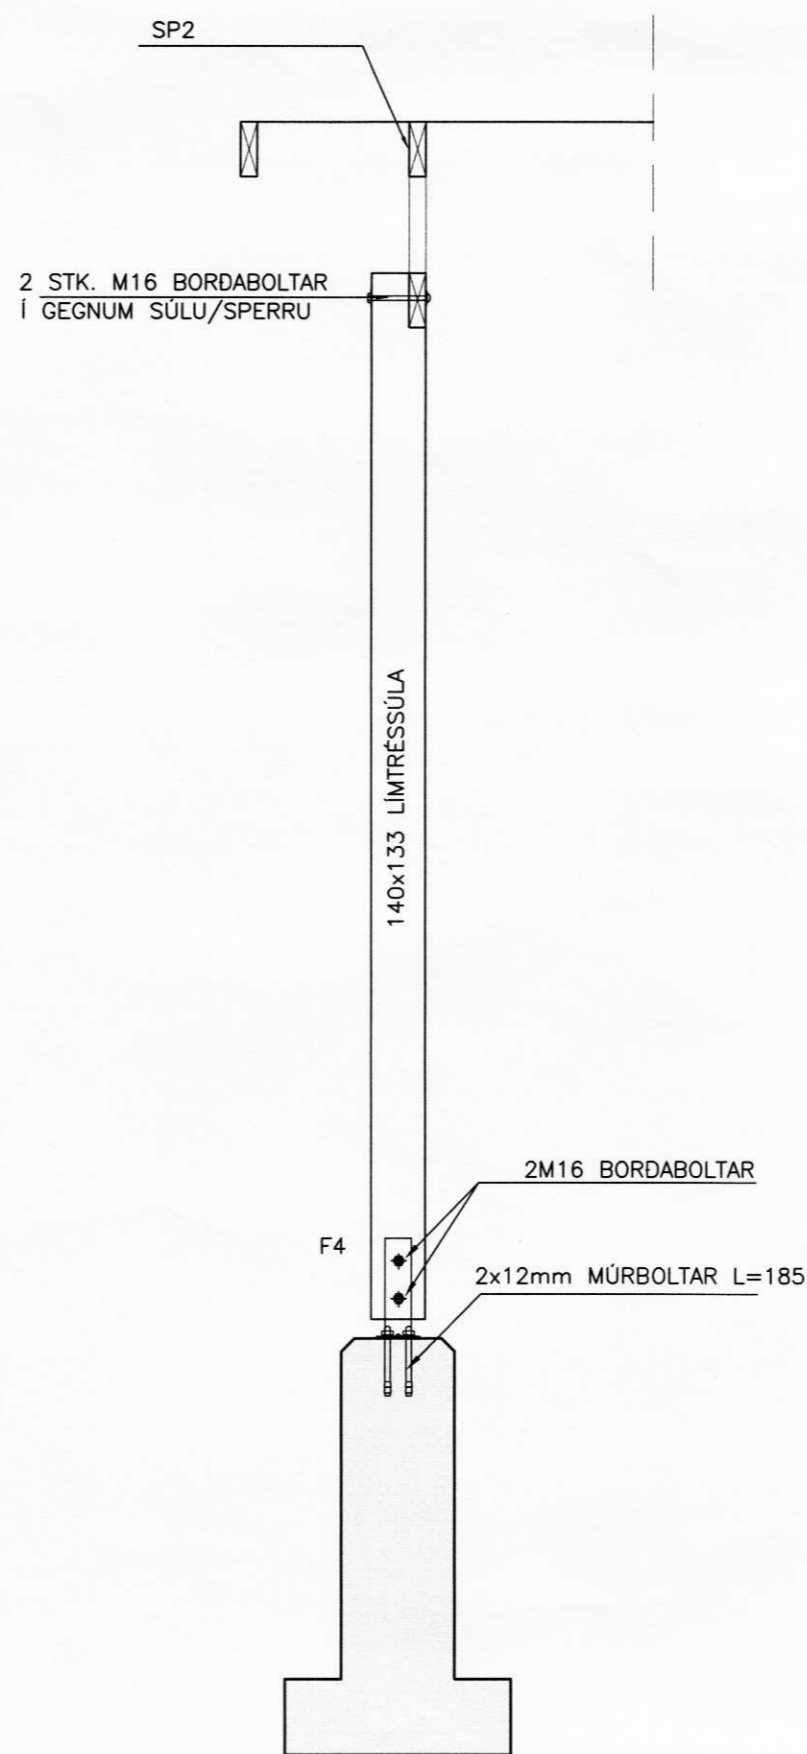 SP2
2 STK. M16 BORÐABOLTAR
Í GEGNUM SÚLU/SPERRU
140x133 LÍMTRÉSSÚLA
2M16 BORÐABOLTAR
F4
2x12mm MÚRBOLTAR L=185